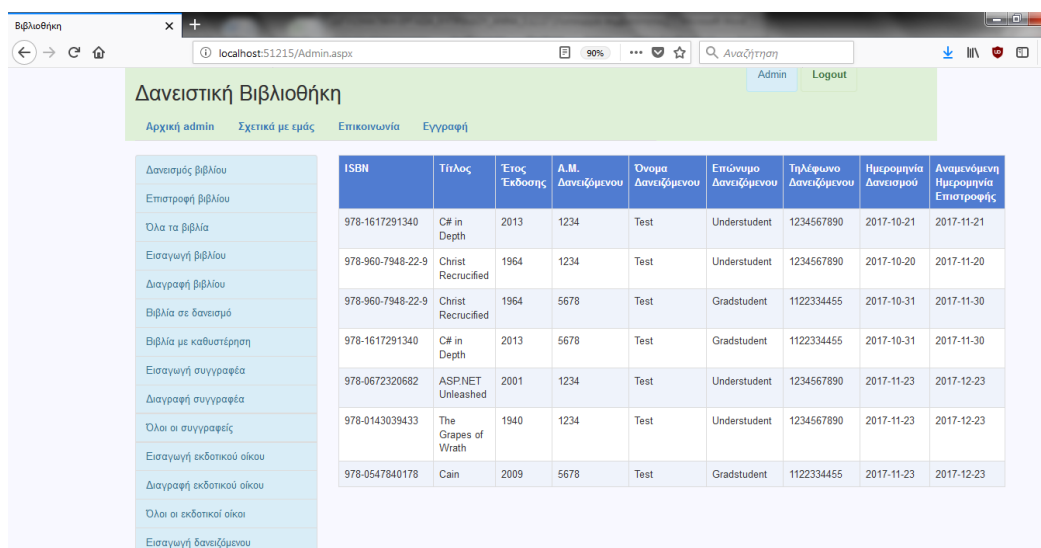 Βιβλιοθήκη
localhost:51215/Admin.aspx
90%
Αναζήτηση
Admin Logout
Δανειστική Βιβλιοθήκη
Αρχική admin Σχετικά με εμάς Επικοινωνία Εγγραφή
Δανεισμός βιβλίου
Επιστροφή βιβλίου
Όλα τα βιβλία
Εισαγωγή βιβλίου
Διαγραφή βιβλίου
Βιβλία σε δανεισμό
Βιβλία με καθυστέρηση
Εισαγωγή συγγραφέα
Διαγραφή συγγραφέα
Όλοι οι συγγραφείς
Εισαγωγή εκδοτικού οίκου
Διαγραφή εκδοτικού οίκου
Όλοι οι εκδοτικοί οίκοι
Εισαγωγή δανειζόμενου
ISBN Τίτλος Έτος Α.Μ. Όνομα Επώνυμο Τηλέφωνο Ημερομηνία Αναμενόμενη
Έκδοσης Δανειζόμενου Δανειζόμενου Δανειζόμενου Δανειζόμενου Δανεισμού Ημερομηνία
Επιστροφής
978-1617291340 C# in 2013 1234 Test Understudent 1234567890 2017-10-21 2017-11-21
Depth
978-960-7948-22-9 Christ 1964 1234 Test Understudent 1234567890 2017-10-20 2017-11-20
Recrucified
978-960-7948-22-9 Christ 1964 5678 Test Gradstudent 1122334455 2017-10-31 2017-11-30
Recrucified
978-1617291340 C# in 2013 5678 Test Gradstudent 1122334455 2017-10-31 2017-11-30
Depth
978-0672320682 ASP.NET 2001 1234 Test Understudent 1234567890 2017-11-23 2017-12-23
Unleashed
978-0143039433 The 1940 1234 Test Understudent 1234567890 2017-11-23 2017-12-23
Grapes of
Wrath
978-0547840178 Cain 2009 5678 Test Gradstudent 1122334455 2017-11-23 2017-12-23